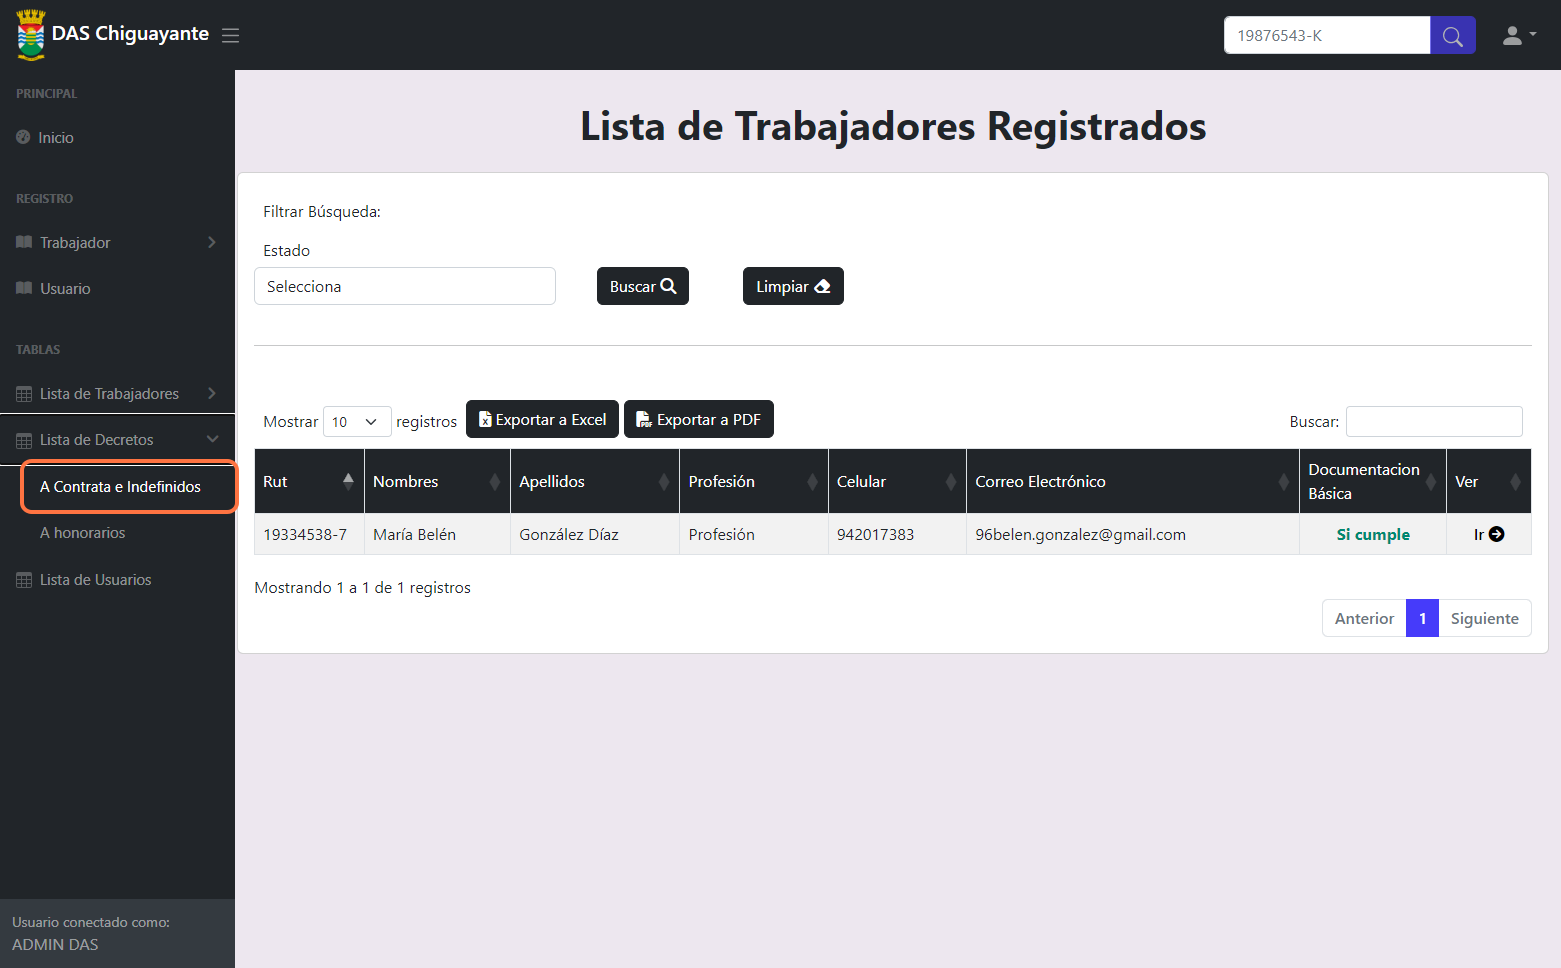 DAS Chiguayante
19876543-K
PRINCIPAL
Inicio
REGISTRO
Trabajador
Usuario
TABLAS
Lista de Trabajadores
Lista de Decretos
A Contrata e Indefinidos
A honorarios
Lista de Usuarios
Usuario conectado como:
ADMIN DAS
Lista de Trabajadores Registrados
Filtrar Búsqueda:
Estado
Selecciona
Buscar
Limpiar
Mostrar 10 registros
Exportar a Excel
Exportar a PDF
Buscar:
Rut Nombres Apellidos Profesión Celular Correo Electrónico Documentacion Básica Ver
19334538-7 María Belén González Díaz Profesión 942017383 96belen.gonzalez@gmail.com Si cumple Ir
Mostrando 1 a 1 de 1 registros
Anterior 1 Siguiente